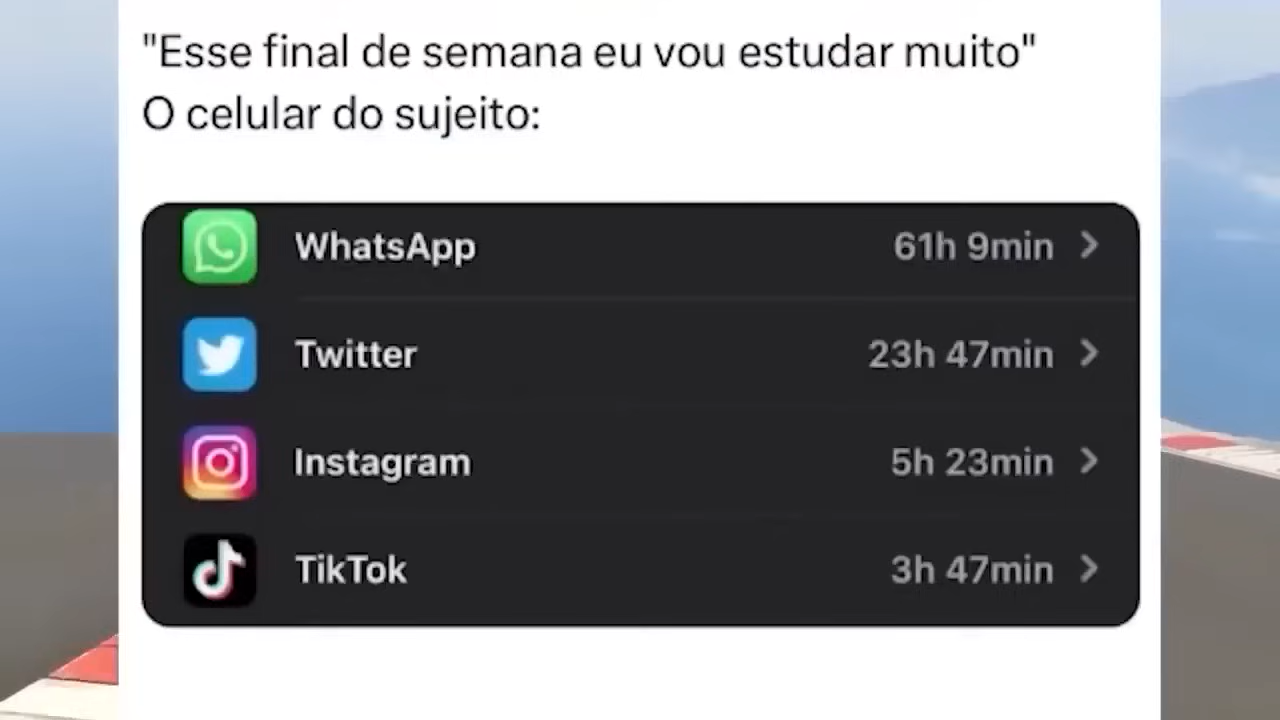 "Esse final de semana eu vou estudar muito"
O celular do sujeito:
WhatsApp 61h 9min
Twitter 23h 47min
Instagram 5h 23min
TikTok 3h 47min